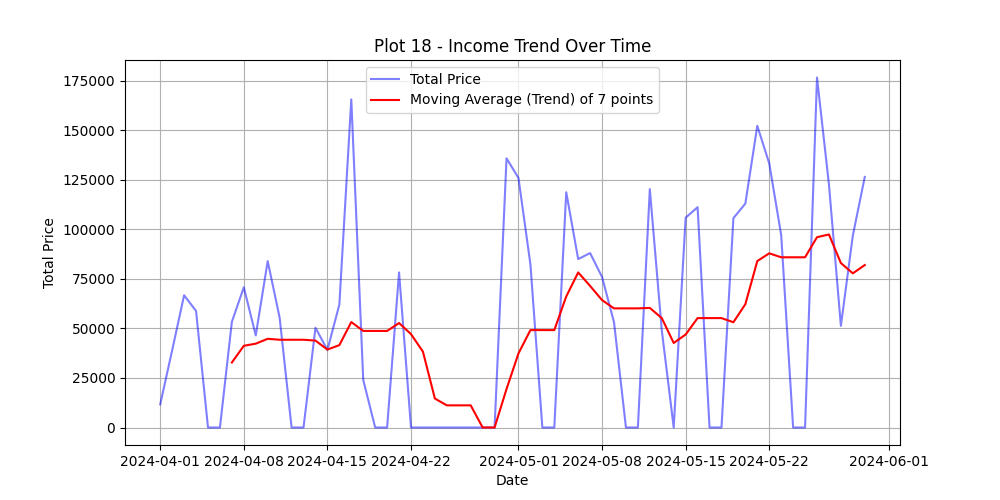 Plot 18 - Income Trend Over Time
Total Price
Moving Average (Trend) of 7 points
Total Price
175000
150000
125000
100000
75000
50000
25000
0
2024-04-01 2024-04-08 2024-04-15 2024-04-22 2024-05-01 2024-05-08 2024-05-15 2024-05-22 2024-06-01
Date